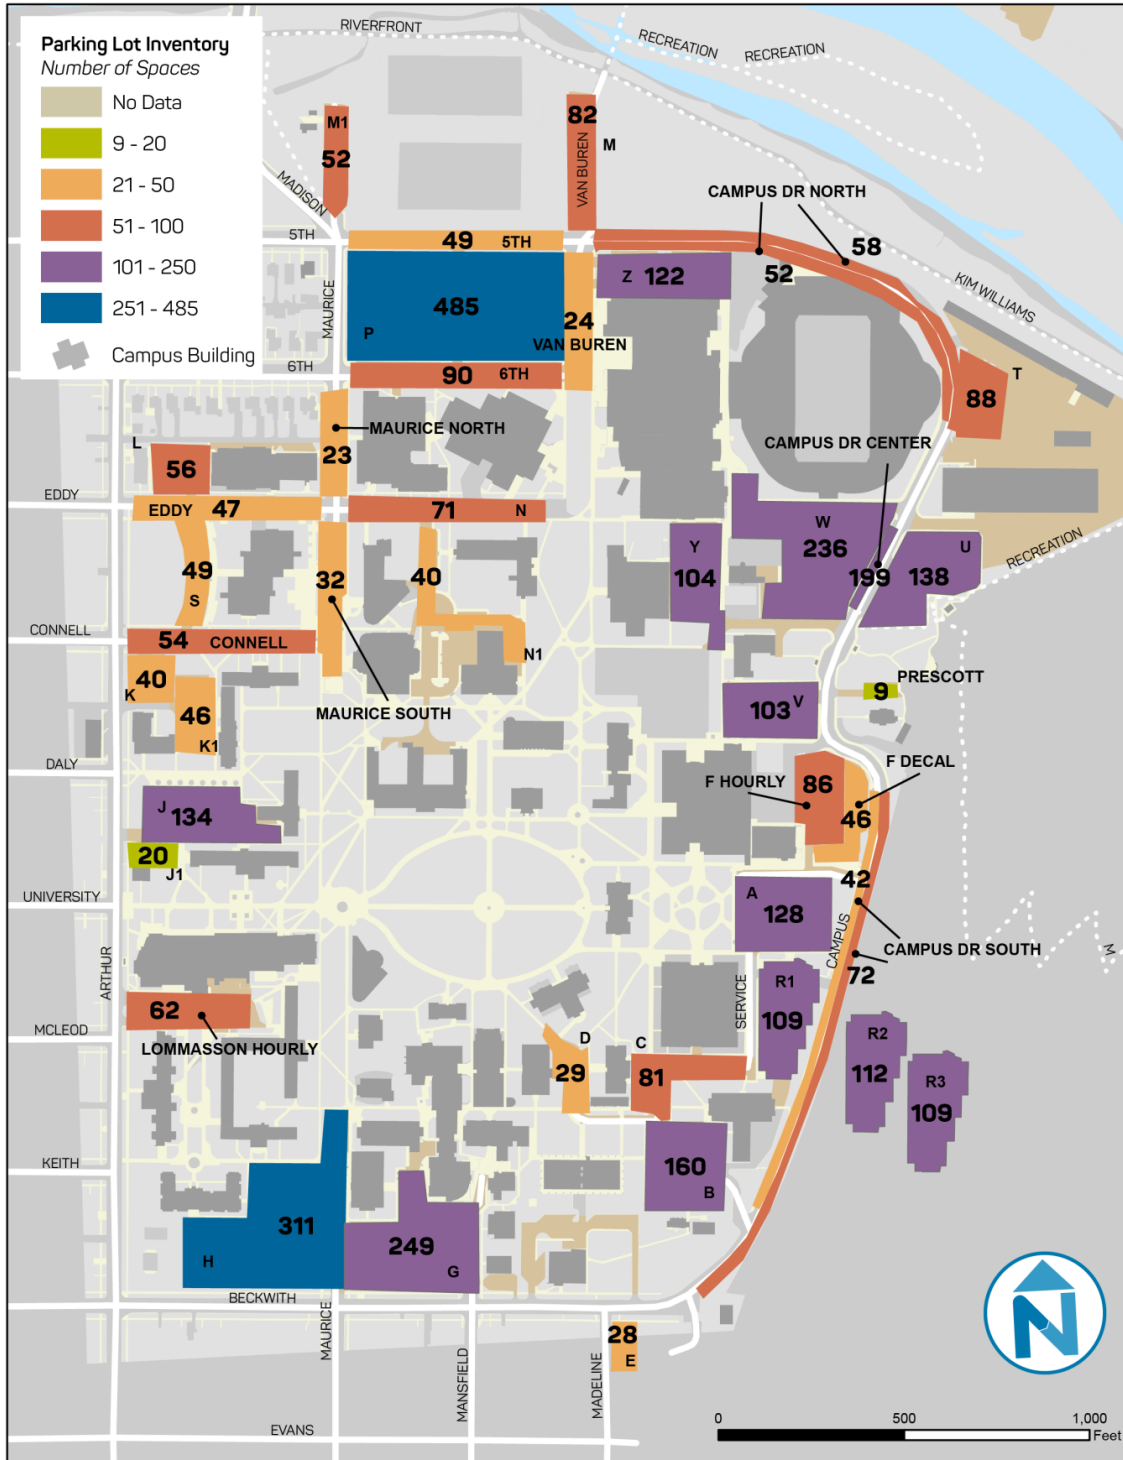 Parking Lot Inventory
Number of Spaces
No Data
9 - 20
21 - 50
51 - 100
101 - 250
251 - 485
Campus Building
RIVERFRONT
RECREATION
RECREATION
M1
52
82
VAN BUREN
M
MADISON
CAMPUS DR NORTH
5TH
49 5TH
58
52
Z 122
KIM WILLIAMS
MAURICE
485
P
24
VAN BUREN
6TH
90 6TH
T
88
MAURICE NORTH
23
CAMPUS DR CENTER
L
56
EDDY
EDDY 47
71 N
W
236
199
U
138
RECREATION
Y
104
49
S
32
40
N1
CONNELL
54 CONNELL
40
K
46
K1
MAURICE SOUTH
PRESCOTT
9
103 V
DALY
F DECAL
F HOURLY
86
46
J 134
20
J1
42
UNIVERSITY
A
128
CAMPUS
CAMPUS DR SOUTH
72
M
ARTHUR
SERVICE
R1
109
62
LOMMASSON HOURLY
MCLEOD
R2
112
R3
109
D
29
C
81
KEITH
160
B
311
H
249
G
BECKWITH
MAURICE
MANSFIELD
MADELINE
28
E
N
EVANS
0 500 1,000
Feet